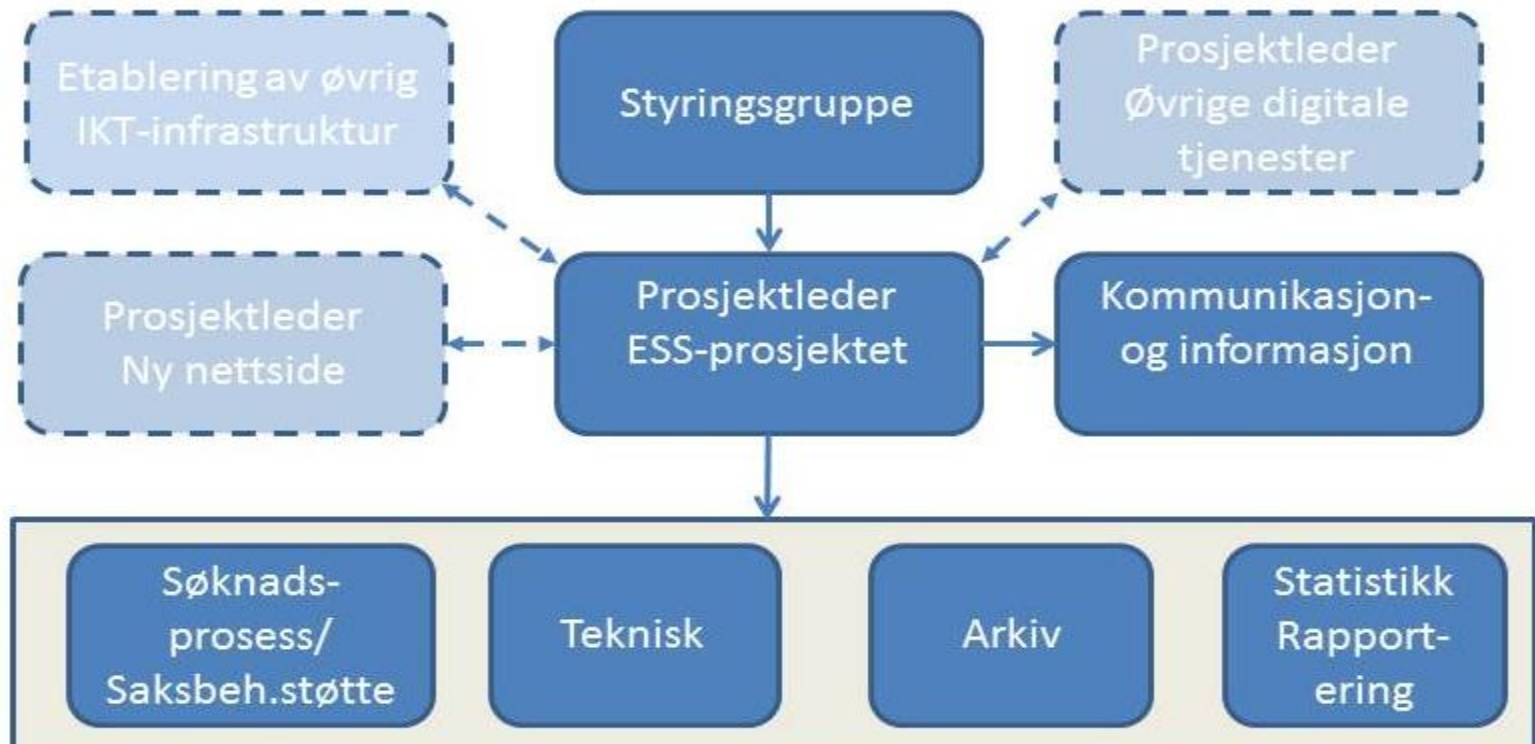 Etablering av øvrig
IKT-infrastruktur
Styringsgruppe
Prosjektleder
Øvrige digitale
tjenester
Prosjektleder
Ny nettside
Prosjektleder
ESS-prosjektet
Kommunikasjon-
og informasjon
Søknads-
prosess/
Saksbeh.støtte
Teknisk
Arkiv
Statistikk
Rapport-
ering